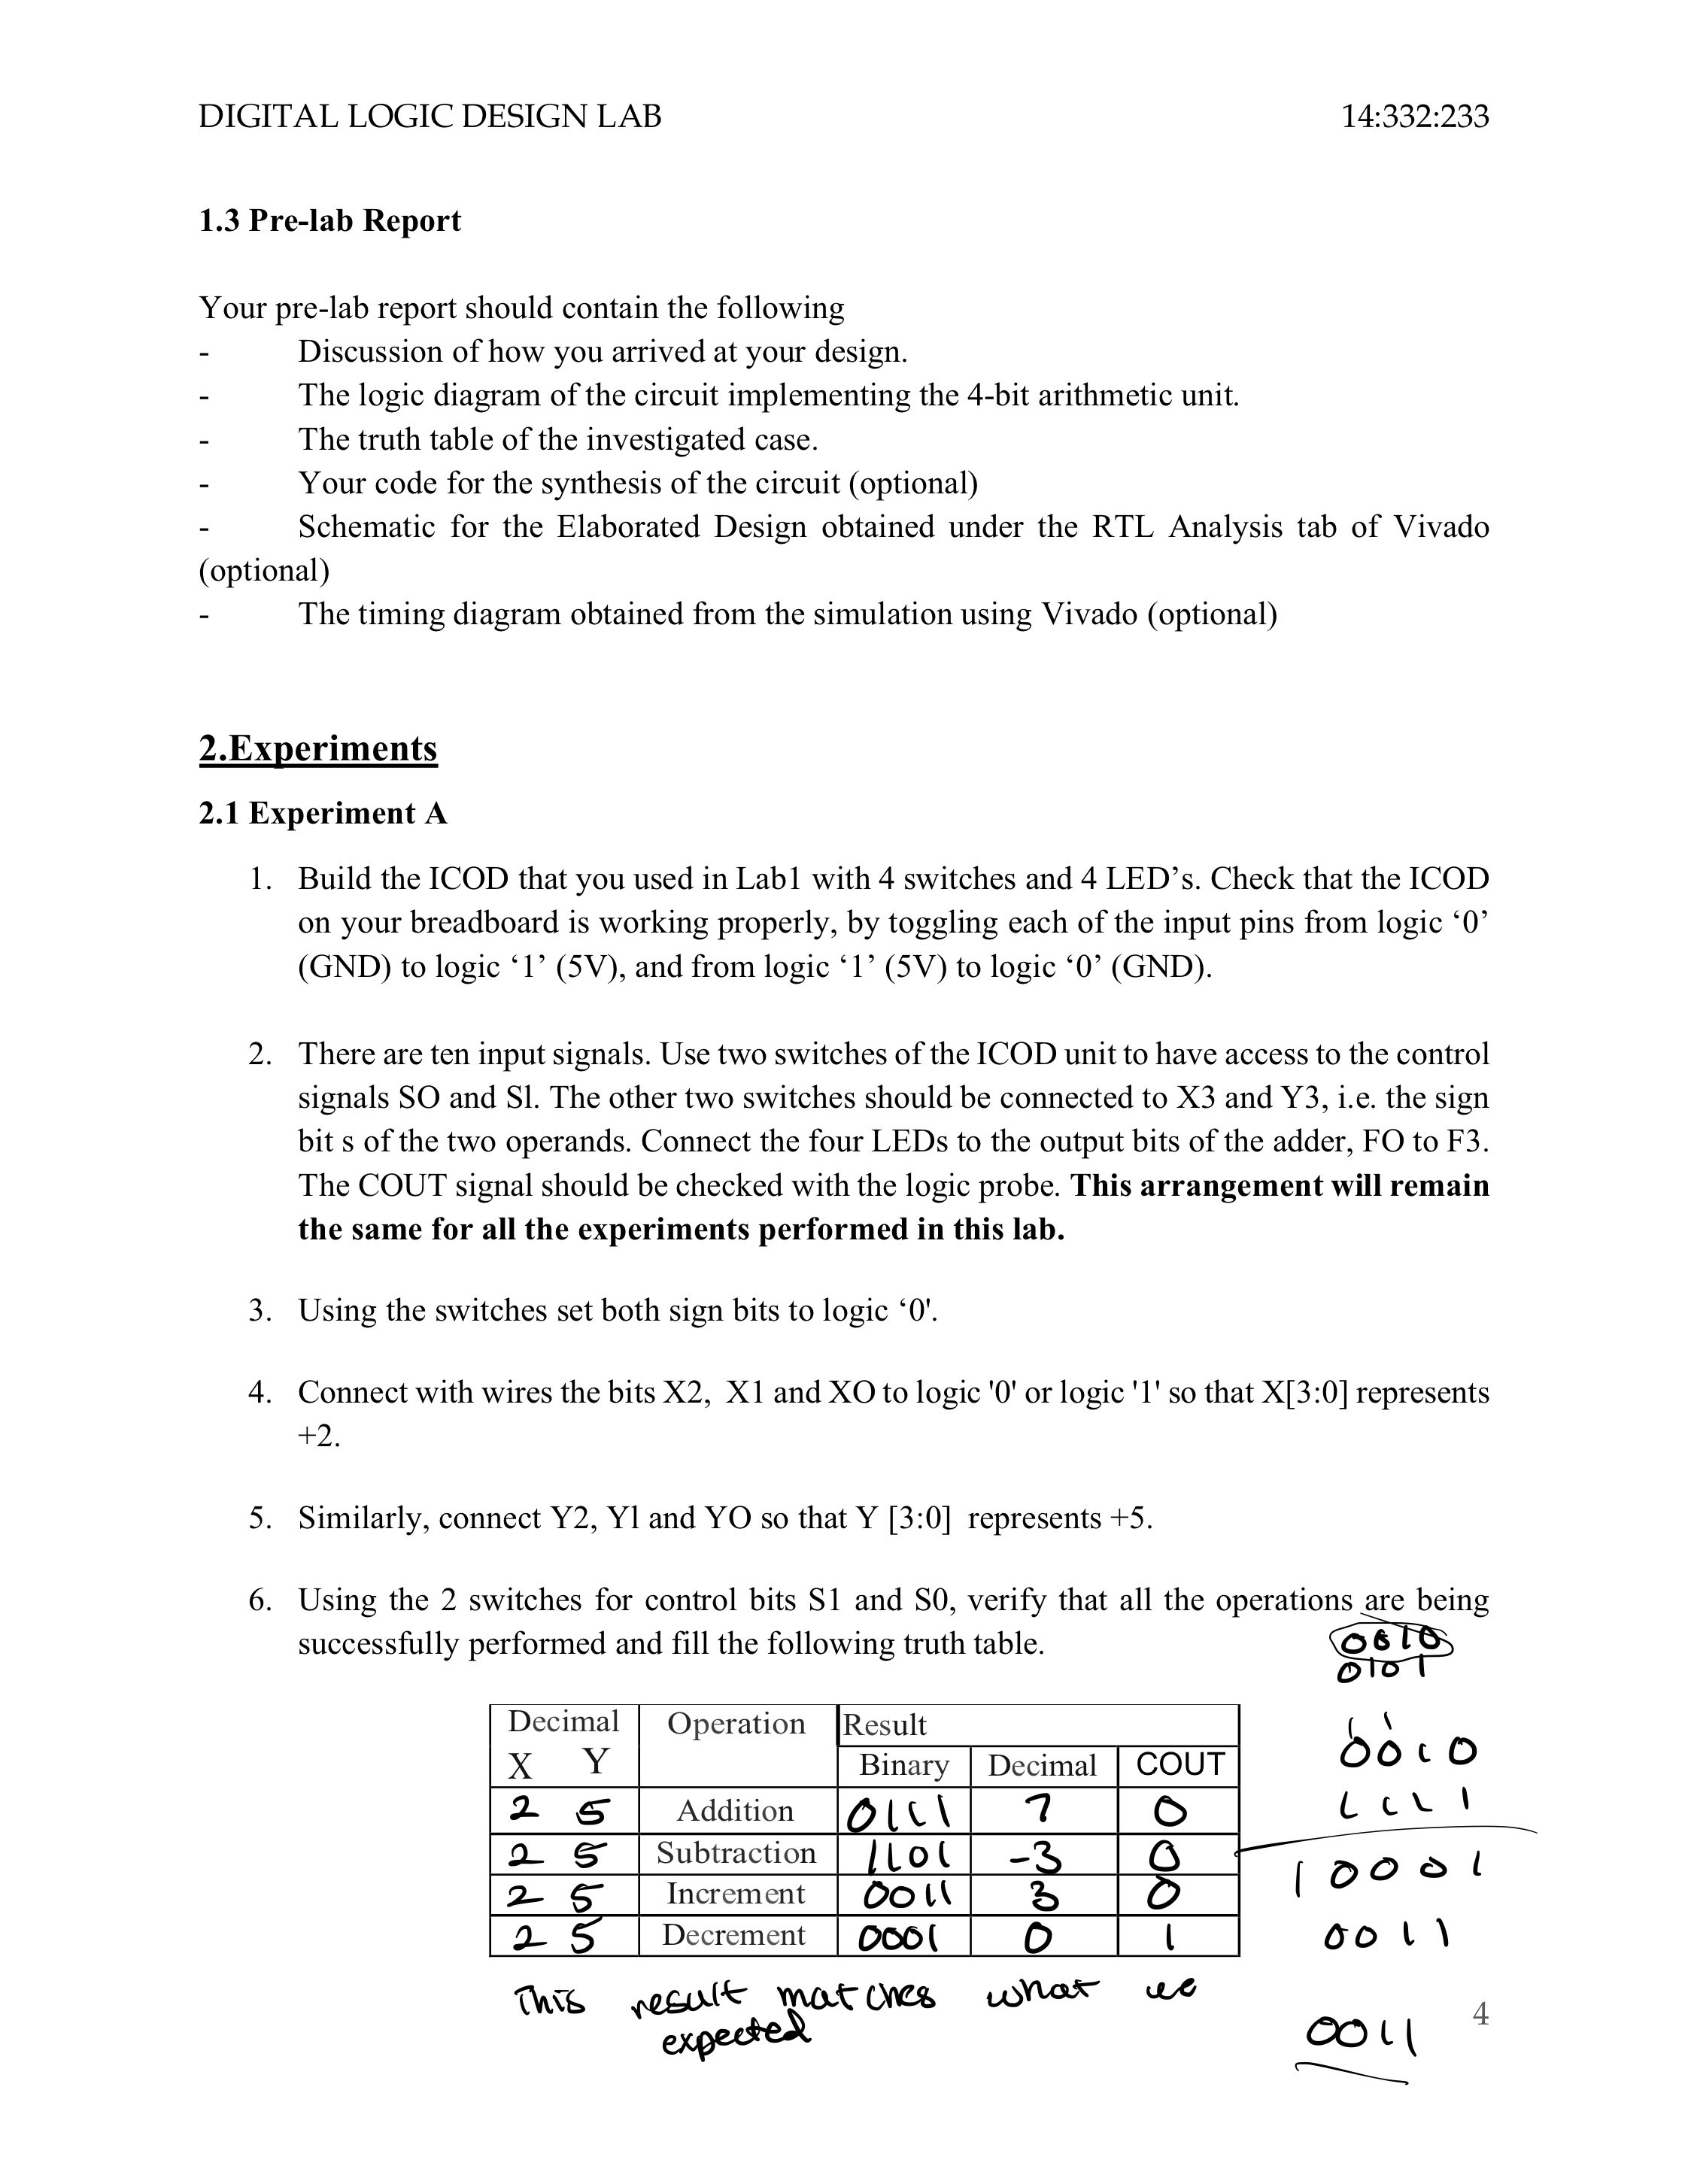 DIGITAL LOGIC DESIGN LAB 14:332:233
1.3 Pre-lab Report
Your pre-lab report should contain the following
- Discussion of how you arrived at your design.
- The logic diagram of the circuit implementing the 4-bit arithmetic unit.
- The truth table of the investigated case.
- Your code for the synthesis of the circuit (optional)
- Schematic for the Elaborated Design obtained under the RTL Analysis tab of Vivado
(optional)
- The timing diagram obtained from the simulation using Vivado (optional)
2.Experiments
2.1 Experiment A
1. Build the ICOD that you used in Lab1 with 4 switches and 4 LED’s. Check that the ICOD
on your breadboard is working properly, by toggling each of the input pins from logic ‘0’
(GND) to logic ‘1’ (5V), and from logic ‘1’ (5V) to logic ‘0’ (GND).
2. There are ten input signals. Use two switches of the ICOD unit to have access to the control
signals SO and Sl. The other two switches should be connected to X3 and Y3, i.e. the sign
bit s of the two operands. Connect the four LEDs to the output bits of the adder, FO to F3.
The COUT signal should be checked with the logic probe. This arrangement will remain
the same for all the experiments performed in this lab.
3. Using the switches set both sign bits to logic ‘0'.
4. Connect with wires the bits X2, X1 and XO to logic '0' or logic '1' so that X[3:0] represents
+2.
5. Similarly, connect Y2, Yl and YO so that Y [3:0] represents +5.
6. Using the 2 switches for control bits S1 and S0, verify that all the operations are being
successfully performed and fill the following truth table.
0010
0101
Decimal Operation Result
X Y Binary Decimal COUT
2 5 Addition 0111 7 0
2 5 Subtraction 1101 -3 0
2 5 Increment 0011 3 0
2 5 Decrement 0001 0 1
1 1
0010
1111
10001
0011
This result matches what we
expected
4
0011